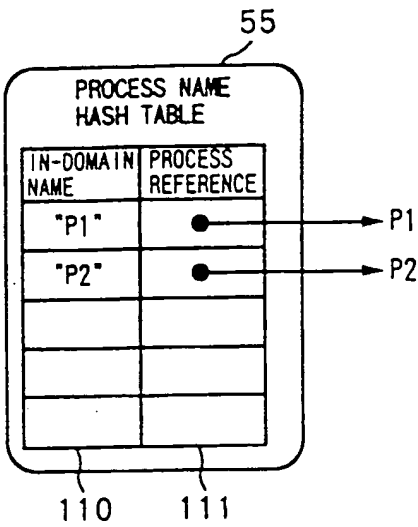 55
PROCESS NAME
HASH TABLE
IN-DOMAIN PROCESS
NAME REFERENCE
"P1" P1
"P2" P2
110 111